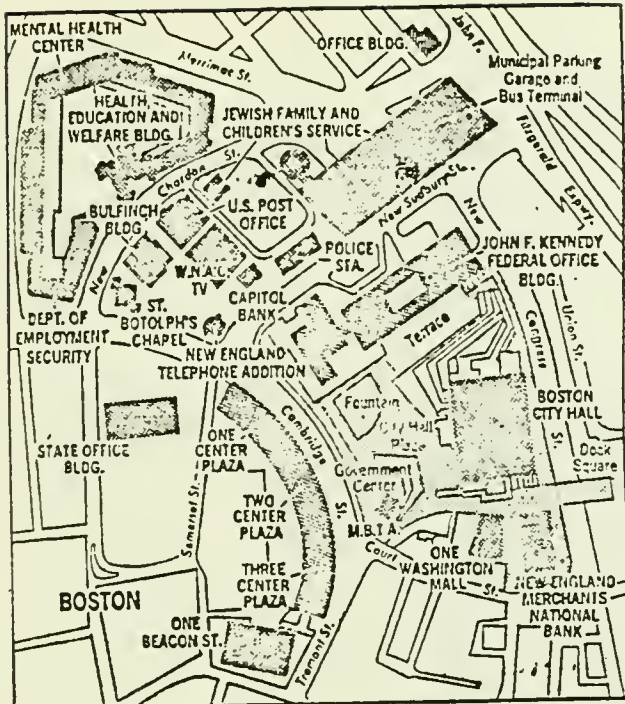 MENTAL HEALTH
CENTER
Merrimac St.
OFFICE BLDG.
John F.
Fitzgerald
Expwy.
Municipal Parking
Garage and
Bus Terminal
HEALTH,
EDUCATION AND
WELFARE BLDG.
JEWISH FAMILY AND
CHILDREN'S SERVICE
New
Chardon
St.
U.S. POST
OFFICE
New Sudbury St.
BULFINCH
BLDG.
W.N.A.C.
TV
POLICE
STA.
CAPITOL
BANK
JOHN F. KENNEDY
FEDERAL OFFICE
BLDG.
New
Congress
St.
Union St.
ST.
BOTOLPH'S
CHAPEL
DEPT. OF
EMPLOYMENT
SECURITY
NEW ENGLAND
TELEPHONE ADDITION
Terrace
Fountain
City Hall
Plaza
BOSTON
CITY HALL
Dock
Square
STATE OFFICE
BLDG.
Somerset St.
Cambridge
St.
ONE
CENTER
PLAZA
TWO
CENTER
PLAZA
THREE
CENTER
PLAZA
Government
Center
M.B.T.A.
Court
St.
ONE
WASHINGTON
MALL
NEW ENGLAND
MERCHANTS
NATIONAL
BANK
BOSTON
ONE
BEACON ST.
Tremont St.